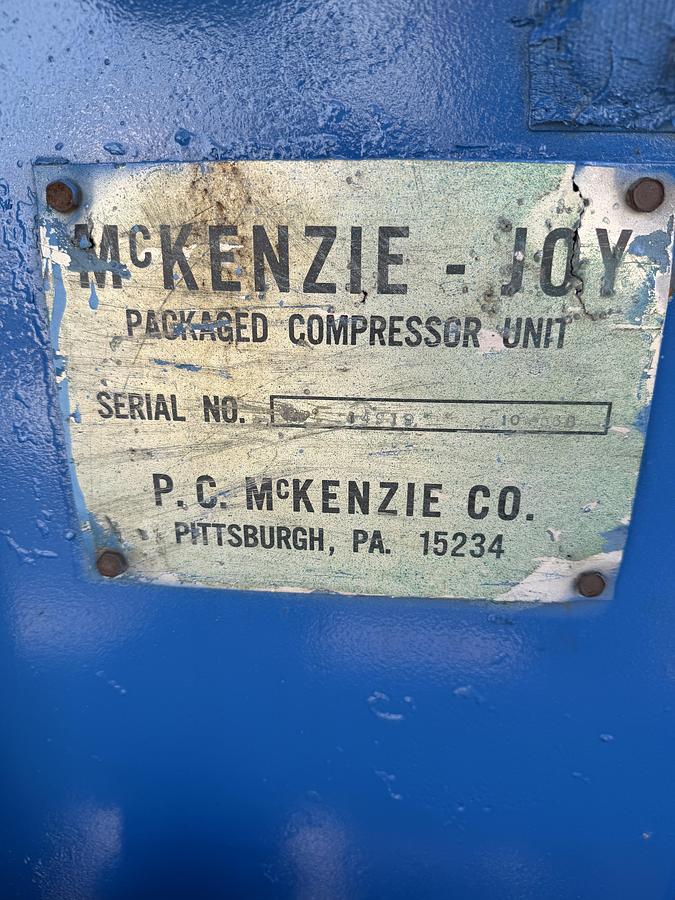 McKENZIE - JOY
PACKAGED COMPRESSOR UNIT
SERIAL NO.
P.C. McKENZIE CO.
PITTSBURGH, PA. 15234